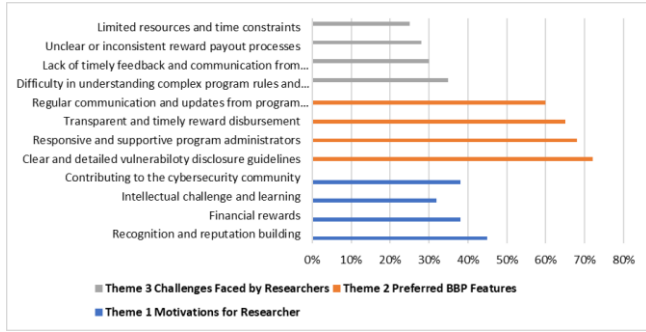 Limited resources and time constraints
Unclear or inconsistent reward payout processes
Lack of timely feedback and communication from...
Difficulty in understanding complex program rules and...
Regular communication and updates from program...
Transparent and timely reward disbursement
Responsive and supportive program administrators
Clear and detailed vulnerabiloty disclosure guidelines
Contributing to the cybersecurity community
Intellectual challenge and learning
Financial rewards
Recognition and reputation building
0% 10% 20% 30% 40% 50% 60% 70% 80%
Theme 3 Challenges Faced by Researchers Theme 2 Preferred BBP Features
Theme 1 Motivations for Researcher